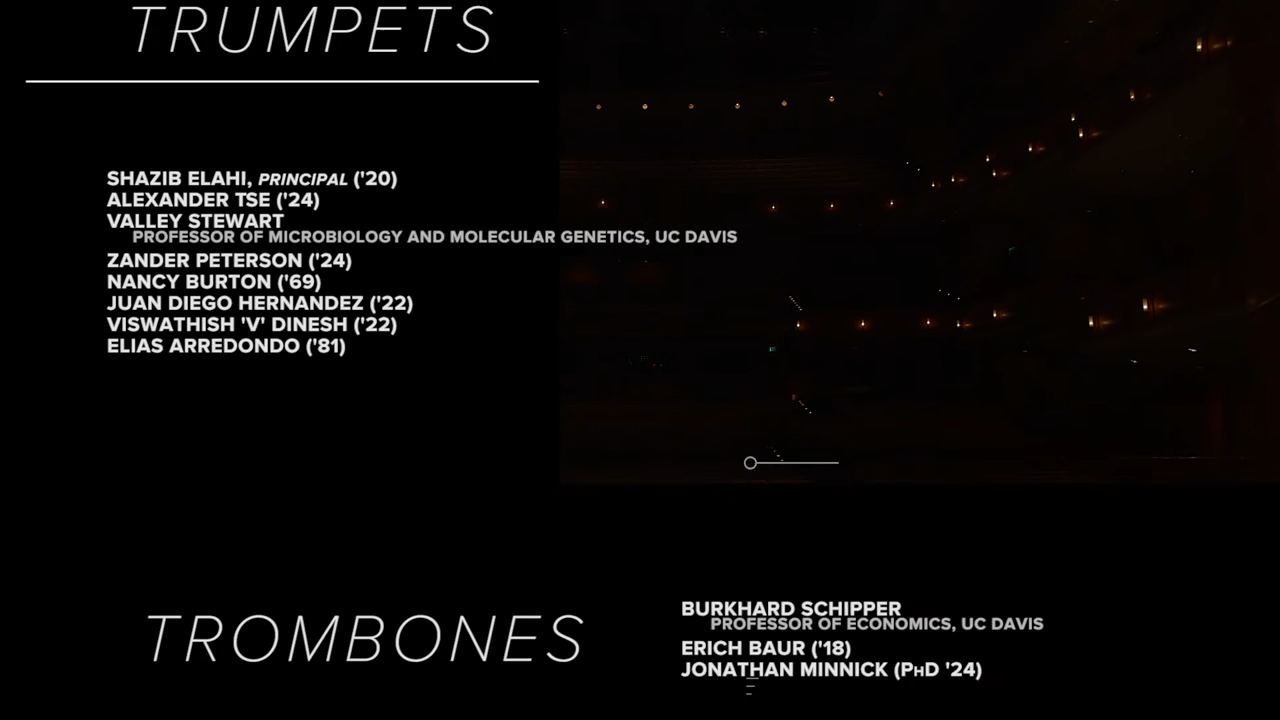 TRUMPETS
SHAZIB ELAHI, PRINCIPAL ('20)
ALEXANDER TSE ('24)
VALLEY STEWART
PROFESSOR OF MICROBIOLOGY AND MOLECULAR GENETICS, UC DAVIS
ZANDER PETERSON ('24)
NANCY BURTON ('69)
JUAN DIEGO HERNANDEZ ('22)
VISWATHISH 'V' DINESH ('22)
ELIAS ARREDONDO ('81)
TROMBONES
BURKHARD SCHIPPER
PROFESSOR OF ECONOMICS, UC DAVIS
ERICH BAUR ('18)
JONATHAN MINNICK (PHD '24)